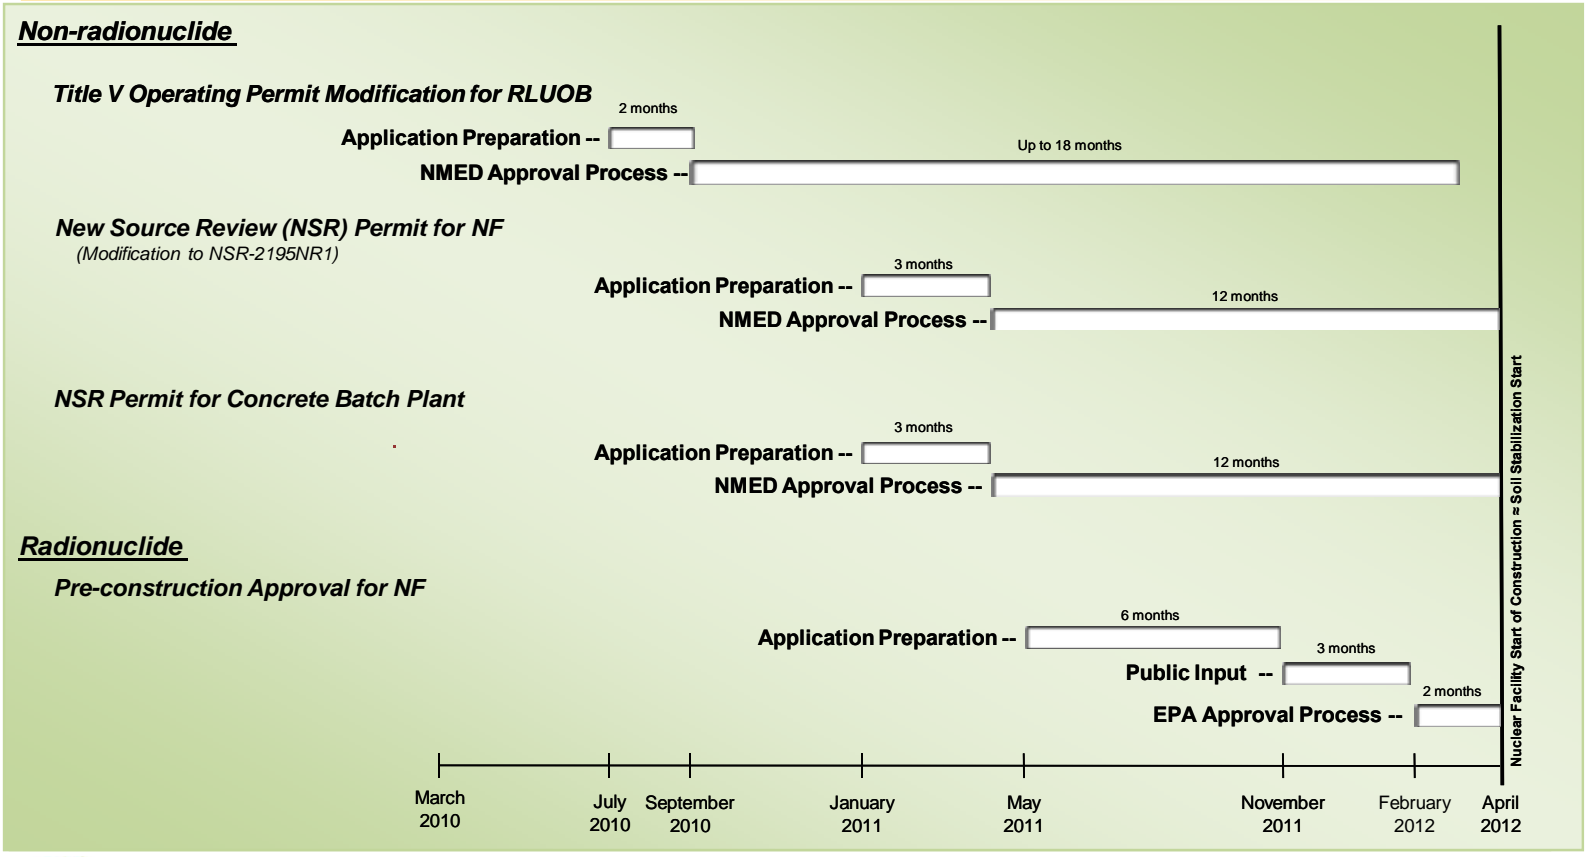 Non-radionuclide
Title V Operating Permit Modification for RLUOB
2 months
Application Preparation --
Up to 18 months
NMED Approval Process --
New Source Review (NSR) Permit for NF
(Modification to NSR-2195NR1)
3 months
Application Preparation --
12 months
NMED Approval Process --
NSR Permit for Concrete Batch Plant
3 months
Application Preparation --
12 months
NMED Approval Process --
Radionuclide
Pre-construction Approval for NF
6 months
Application Preparation --
3 months
Public Input --
2 months
EPA Approval Process --
Nuclear Facility Start of Construction ≈ Soil Stabilization Start
March
2010
July
2010
September
2010
January
2011
May
2011
November
2011
February
2012
April
2012